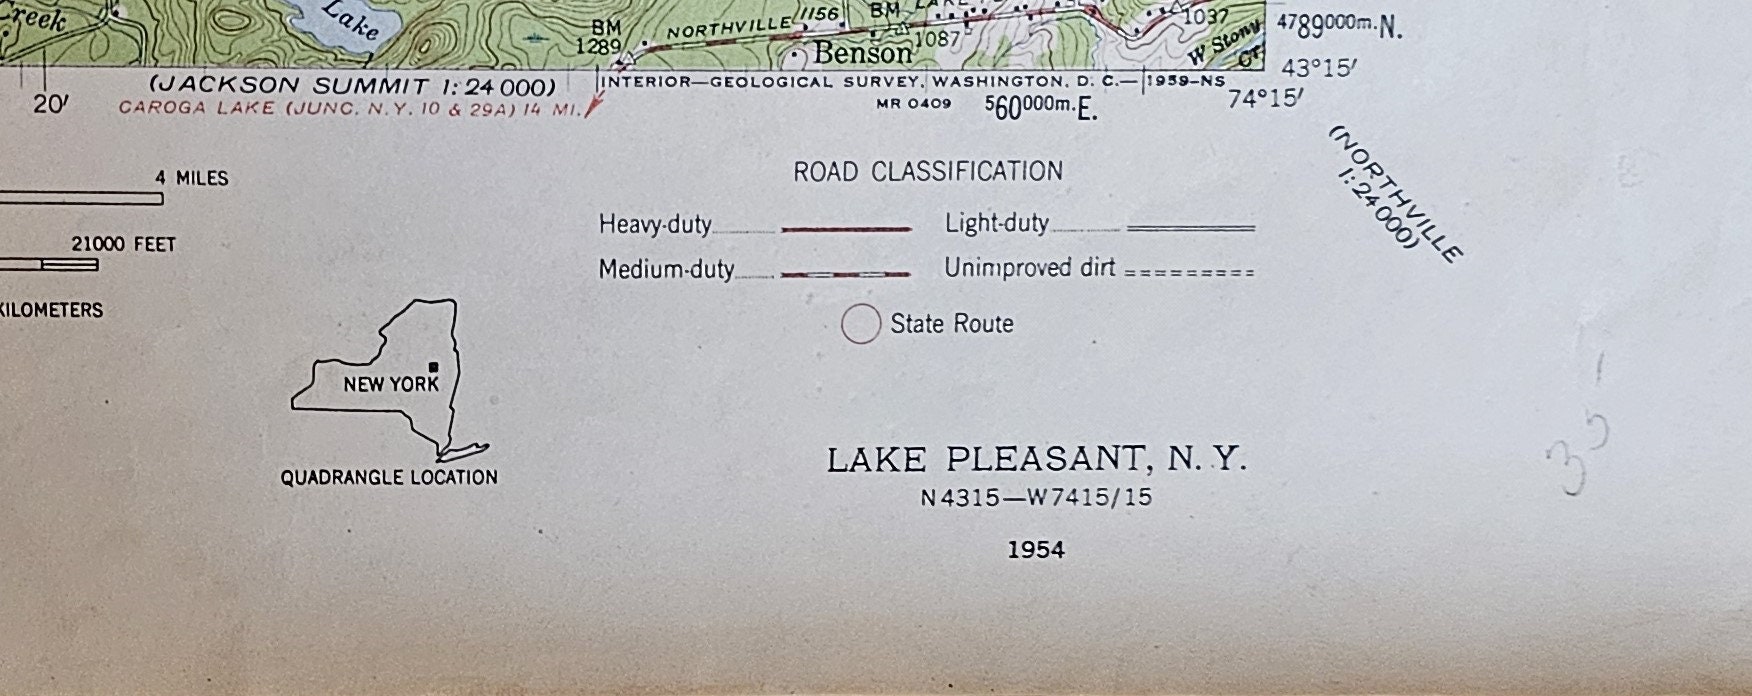 Creek
Lake
BM
1289
NORTHVILLE
1156
BM
Benson
1087
1037
W Stony
Cr.
4789000m.N.
43°15′
74°15′
20′
(JACKSON SUMMIT 1:24 000)
INTERIOR—GEOLOGICAL SURVEY, WASHINGTON, D. C.—1959-NS
CAROGA LAKE (JUNC. N.Y. 10 & 29A) 14 MI.
MR 0409
560000m.E.
(NORTHVILLE
1:24 000)
4 MILES
21000 FEET
KILOMETERS
ROAD CLASSIFICATION
Heavy-duty
Light-duty
Medium-duty
Unimproved dirt
State Route
NEW YORK
QUADRANGLE LOCATION
LAKE PLEASANT, N. Y.
N4315—W7415/15
1954
35